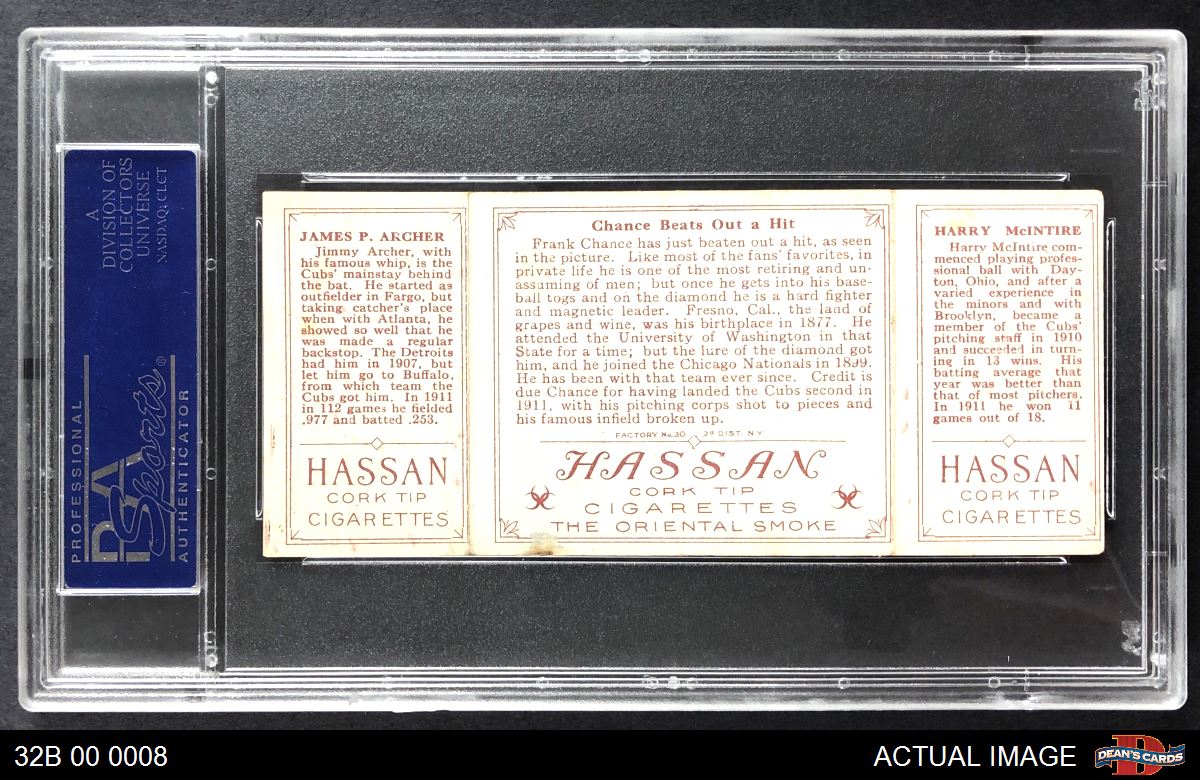 A
DIVISION OF
COLLECTORS
UNIVERSE
NASDAQ: CLCT
PROFESSIONAL
PSA
Sports®
AUTHENTICATOR
JAMES P. ARCHER
Jimmy Archer, with
his famous whip, is the
Cubs' mainstay behind
the bat. He started as
outfielder in Fargo, but
taking catcher's place
when with Atlanta, he
showed so well that he
was made a regular
backstop. The Detroits
had him in 1907, but
let him go to Buffalo,
from which team the
Cubs got him. In 1911
in 112 games he fielded
.977 and batted .253.
HASSAN
CORK TIP
CIGARETTES
Chance Beats Out a Hit
Frank Chance has just beaten out a hit, as seen
in the picture. Like most of the fans' favorites, in
private life he is one of the most retiring and un-
assuming of men; but once he gets into his base-
ball togs and on the diamond he is a hard fighter
and magnetic leader. Fresno, Cal., the land of
grapes and wine, was his birthplace in 1877. He
attended the University of Washington in that
State for a time; but the lure of the diamond got
him, and he joined the Chicago Nationals in 1899.
He has been with that team ever since. Credit is
due Chance for having landed the Cubs second in
1911, with his pitching corps shot to pieces and
his famous infield broken up.
FACTORY No. 30 2d DIST. N.Y.
HASSAN
CORK TIP
CIGARETTES
THE ORIENTAL SMOKE
HARRY McINTIRE
Harry McIntire com-
menced playing profes-
sional ball with Day-
ton, Ohio, and after a
varied experience in
the minors and with
Brooklyn, became a
member of the Cubs'
pitching staff in 1910
and succeeded in turn-
ing in 13 wins. His
batting average that
year was better than
that of most pitchers.
In 1911 he won 11
games out of 18.
HASSAN
CORK TIP
CIGARETTES
32B 00 0008
ACTUAL IMAGE
D
DEAN'S CARDS